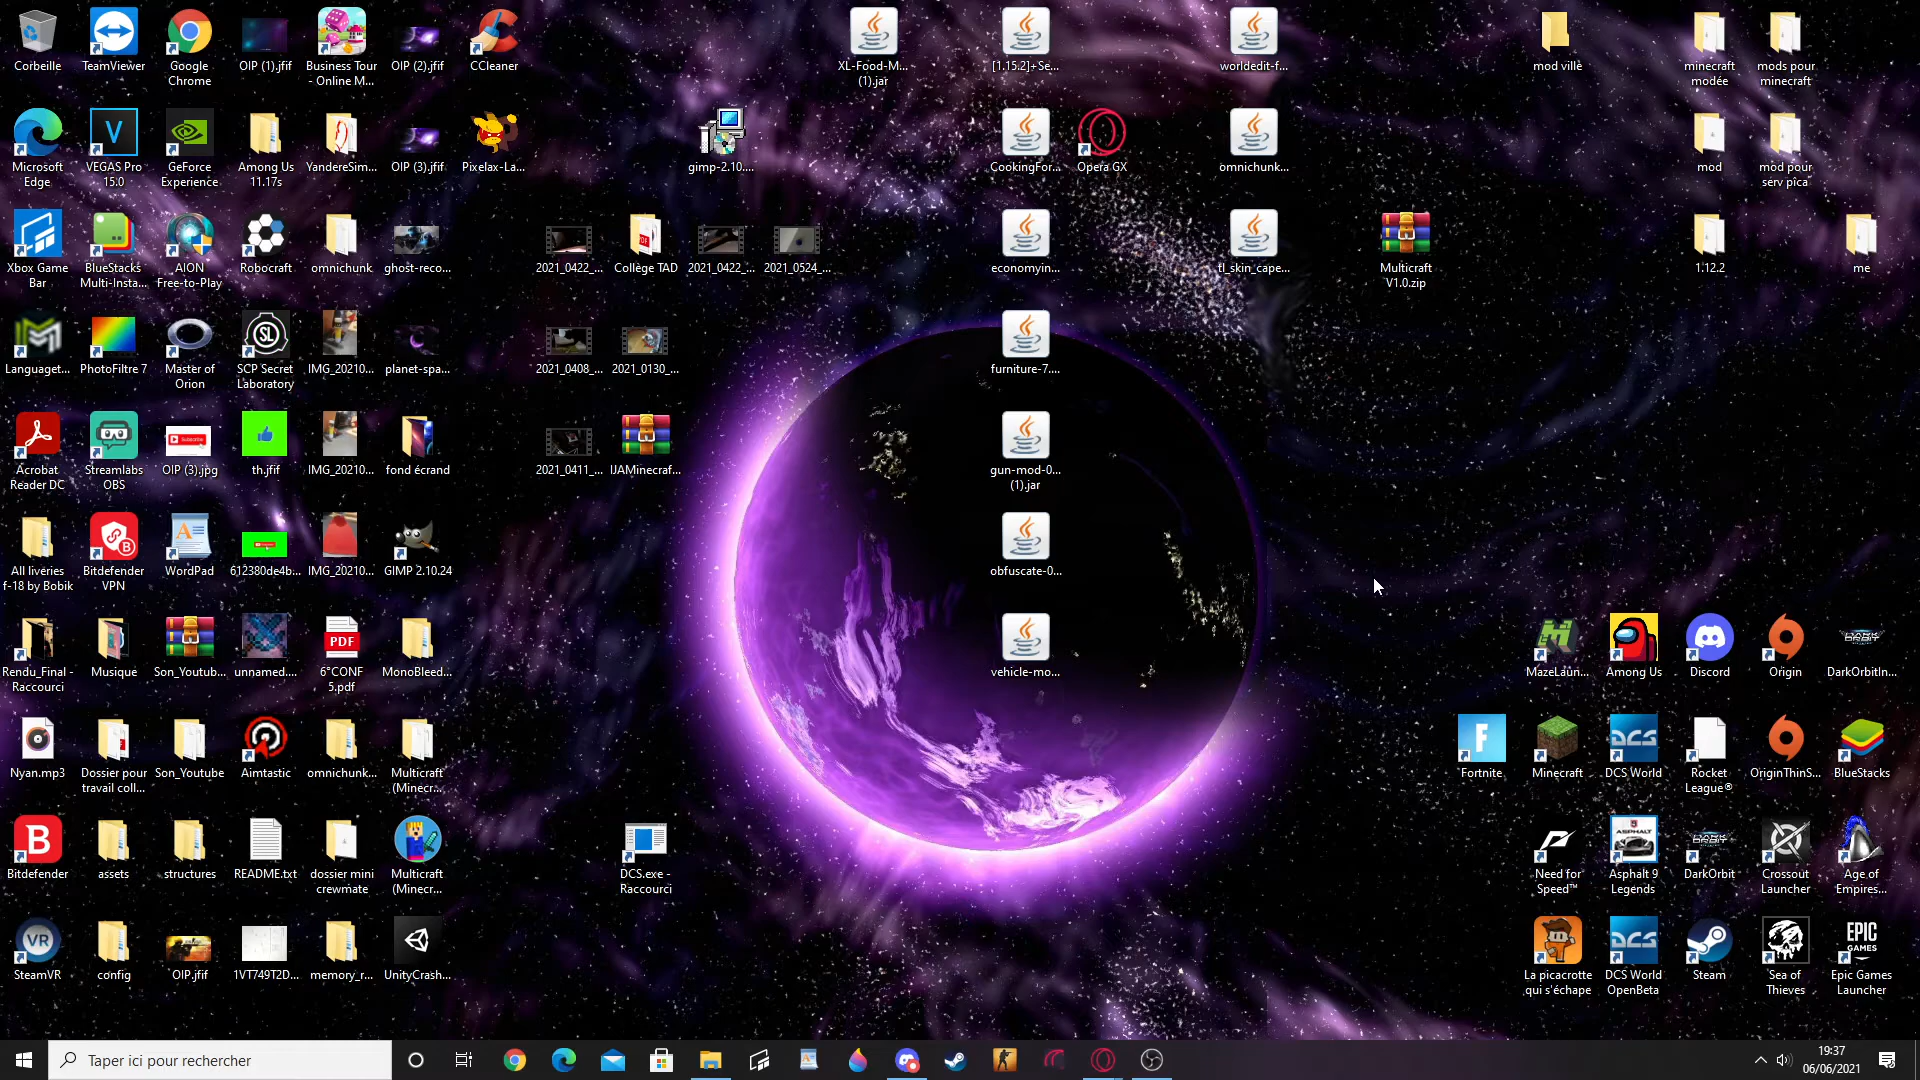 Corbeille
TeamViewer
Google
Chrome
OIP (1).jfif
Business Tour
- Online M...
OIP (2).jfif
CCleaner
XL-Food-M...
(1).jar
[1.15.2]+Se...
worldedit-f...
mod ville
minecraft
modée
mods pour
minecraft
Microsoft
Edge
VEGAS Pro
15.0
GeForce
Experience
Among Us
11.17s
YandereSim...
OIP (3).jfif
Pixelax-La...
gimp-2.10....
CookingFor...
Opera GX
omnichunk...
mod
mod pour
serv pica
Xbox Game
Bar
BlueStacks
Multi-Insta...
AION
Free-to-Play
Robocraft
omnichunk
ghost-reco...
2021_0422_...
Collège TAD
2021_0422_...
2021_0524_...
economyin...
tl_skin_cape...
Multicraft
V1.0.zip
1.12.2
me
Languaget...
PhotoFiltre 7
Master of
Orion
SCP Secret
Laboratory
IMG_20210...
planet-spa...
2021_0408_...
2021_0130_...
furniture-7....
Acrobat
Reader DC
Streamlabs
OBS
OIP (3).jpg
th.jfif
IMG_20210...
fond écrand
2021_0411_...
IJAMinecraf...
gun-mod-0...
(1).jar
All liveries
f-18 by Bobik
Bitdefender
VPN
WordPad
612380de4b...
IMG_20210...
GIMP 2.10.24
obfuscate-0...
Rendu_Final -
Raccourci
Musique
Son_Youtub...
unnamed....
PDF
6°CONF
5.pdf
MonoBleed...
vehicle-mo...
MazeLaun...
Among Us
Discord
Origin
DarkOrbitIn...
Nyan.mp3
Dossier pour
travail coll...
Son_Youtube
Aimtastic
omnichunk...
Multicraft
(Minecr...
Fortnite
Minecraft
DCS World
Rocket
League®
OriginThinS...
BlueStacks
Bitdefender
assets
structures
README.txt
dossier mini
crewmate
Multicraft
(Minecr...
DCS.exe -
Raccourci
Need for
Speed™
Asphalt 9
Legends
DarkOrbit
Crossout
Launcher
Age of
Empires...
SteamVR
config
OIP.jfif
1VT749T2D...
memory_r...
UnityCrash...
La picacrotte
qui s'échape
DCS World
OpenBeta
Steam
Sea of
Thieves
EPIC
GAMES
Epic Games
Launcher
Taper ici pour rechercher
19:37
06/06/2021